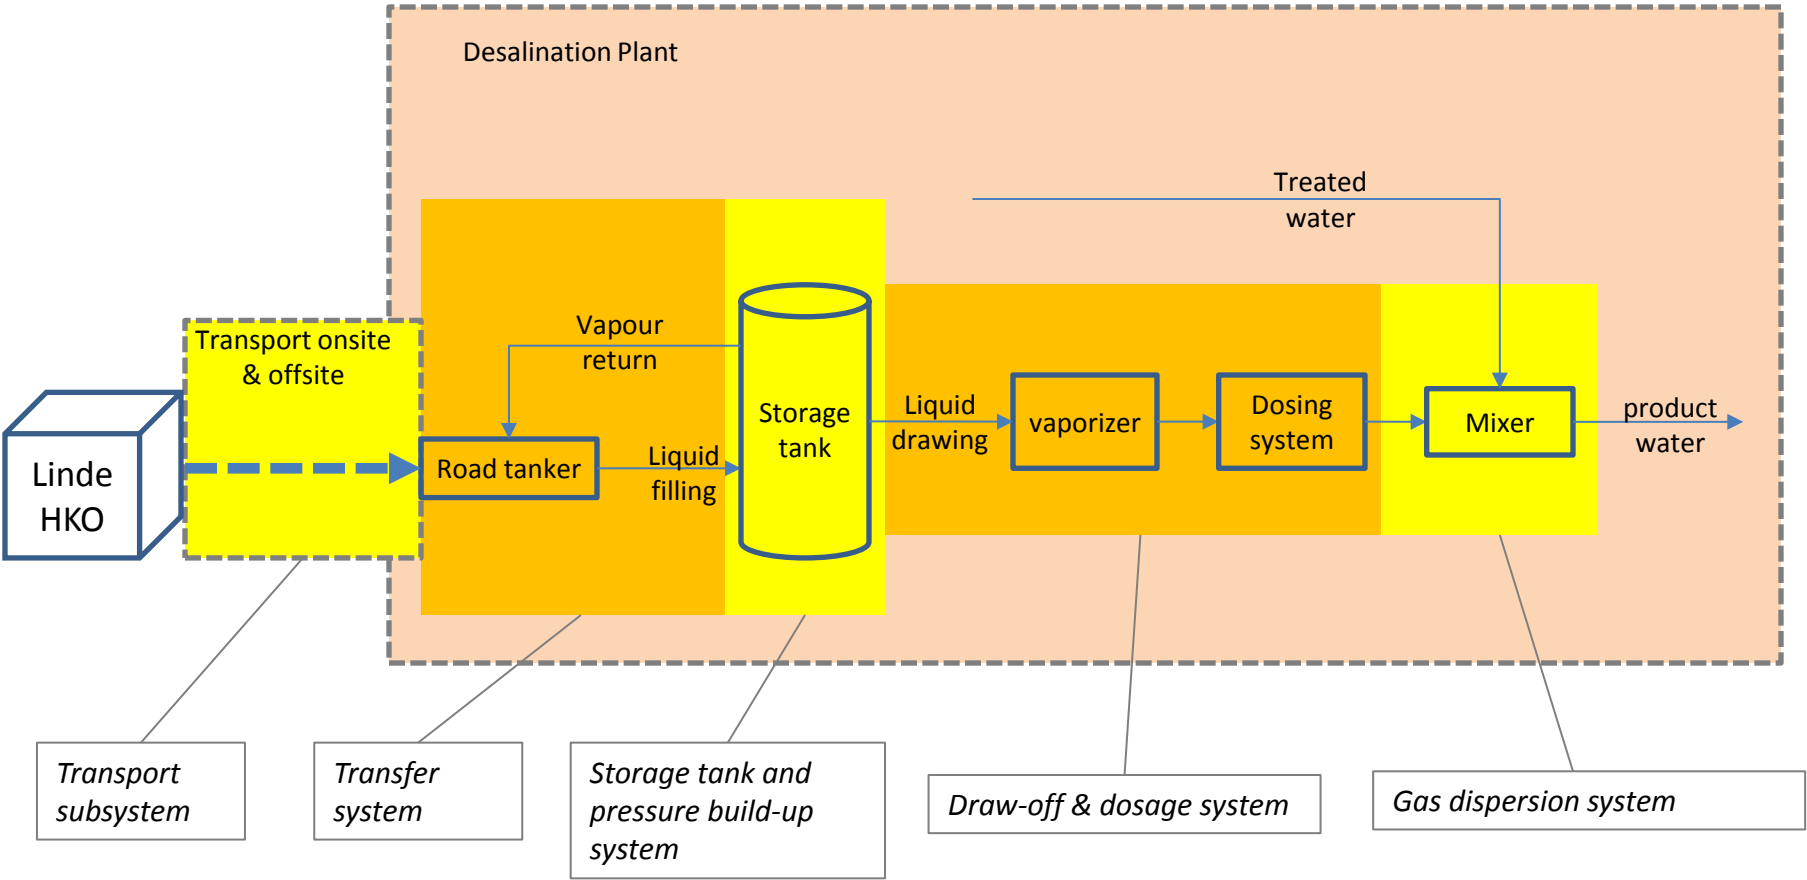 Desalination Plant
Treated
water
Vapour
return
Transport onsite
& offsite
Storage
tank
Liquid
drawing
vaporizer
Dosing
system
Mixer
product
water
Road tanker
Liquid
filling
Linde
HKO
Transport
subsystem
Transfer
system
Storage tank and
pressure build-up
system
Draw-off & dosage system
Gas dispersion system